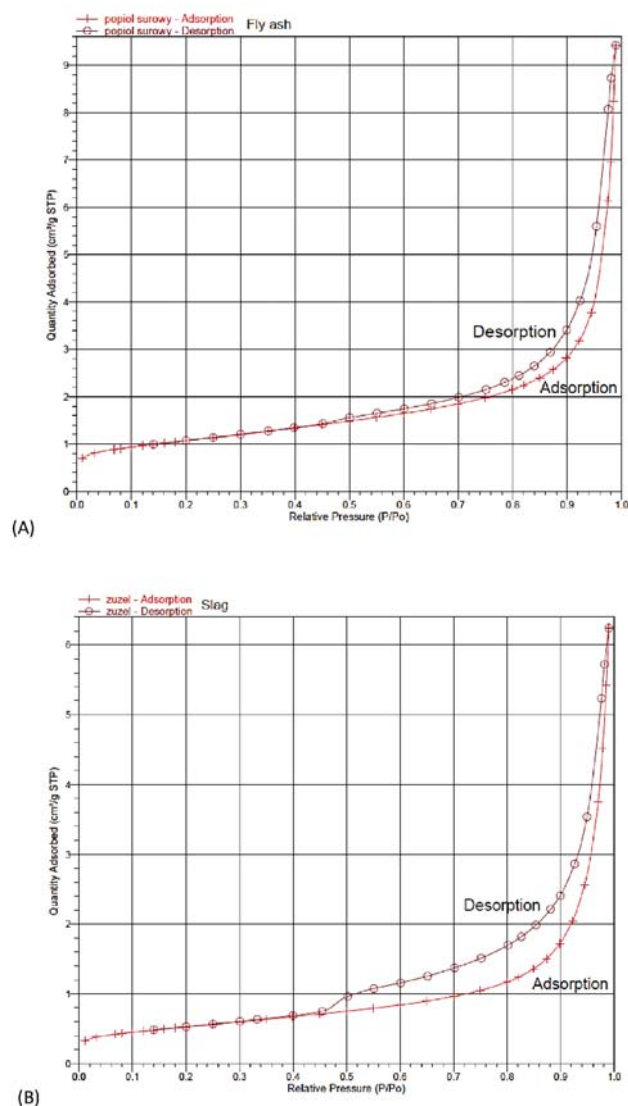 popiol surowy - Adsorption
popiol surowy - Desorption
Fly ash
Quantity Adsorbed (cm³/g STP)
9
8
7
6
5
4
3
2
1
0
Desorption
Adsorption
0.0 0.1 0.2 0.3 0.4 0.5 0.6 0.7 0.8 0.9 1.0
Relative Pressure (P/Po)
(A)
zuzel - Adsorption
zuzel - Desorption
Slag
Quantity Adsorbed (cm³/g STP)
6
5
4
3
2
1
0
Desorption
Adsorption
0.0 0.1 0.2 0.3 0.4 0.5 0.6 0.7 0.8 0.9 1.0
Relative Pressure (P/Po)
(B)